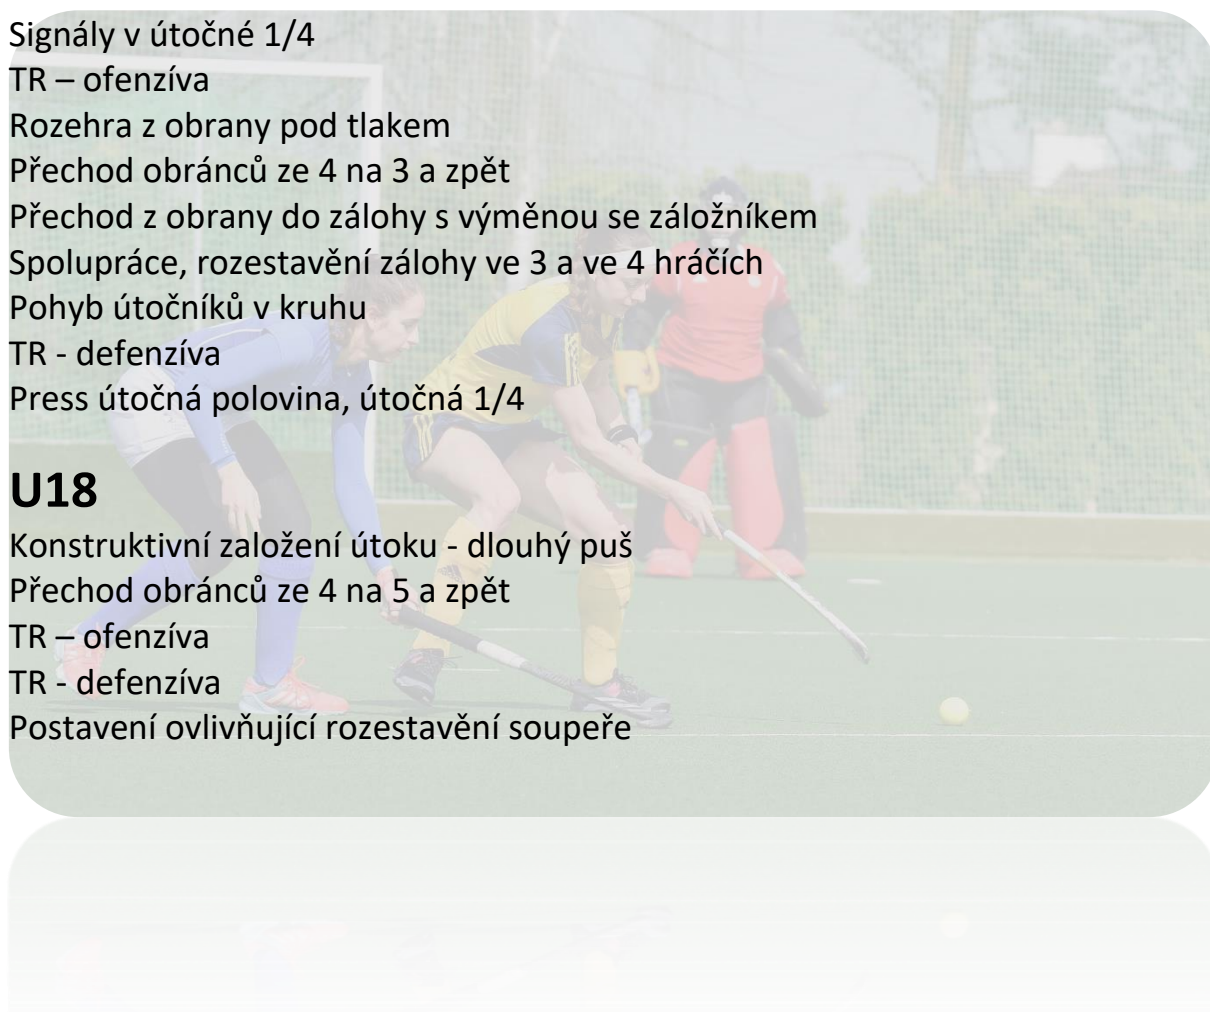 Signály v útočné 1/4
TR – ofenzíva
Rozehra z obrany pod tlakem
Přechod obránců ze 4 na 3 a zpět
Přechod z obrany do zálohy s výměnou se záložníkem
Spolupráce, rozestavění zálohy ve 3 a ve 4 hráčích
Pohyb útočníků v kruhu
TR - defenzíva
Press útočná polovina, útočná 1/4
U18
Konstruktivní založení útoku - dlouhý puš
Přechod obránců ze 4 na 5 a zpět
TR – ofenzíva
TR - defenzíva
Postavení ovlivňující rozestavění soupeře